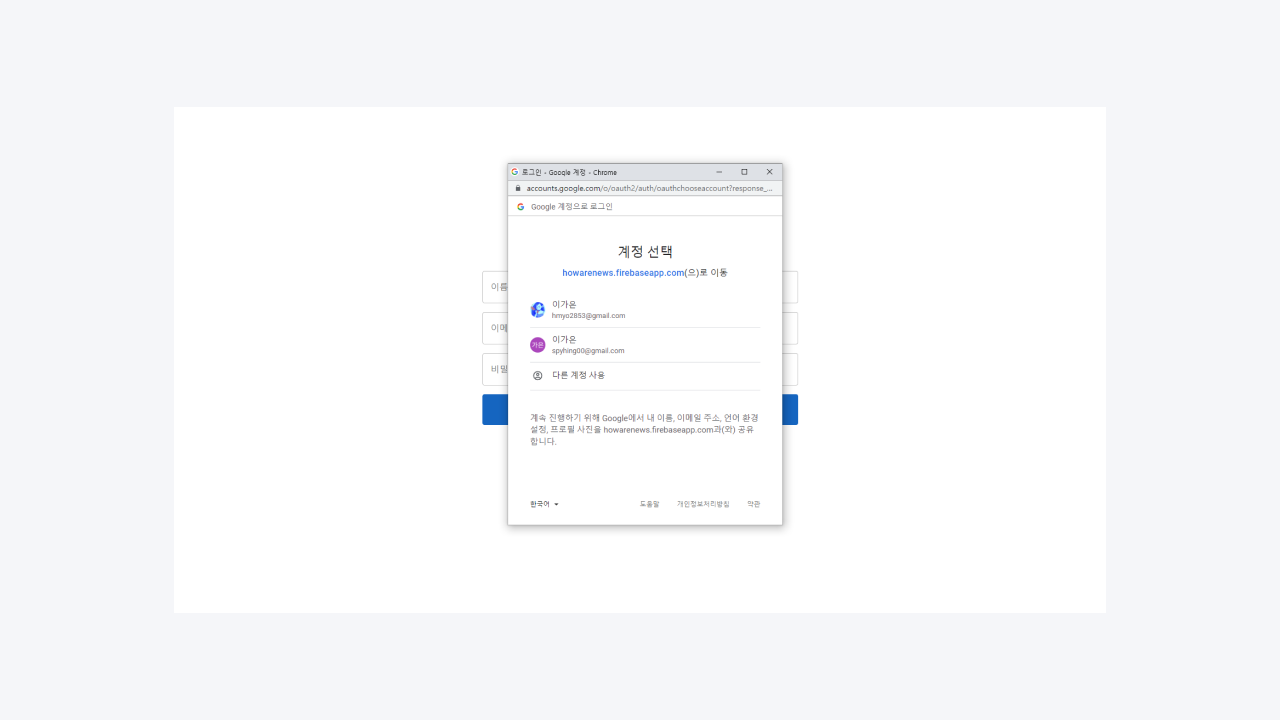 로그인 - Google 계정 - Chrome
accounts.google.com/o/oauth2/auth/oauthchooseaccount?response_...
Google 계정으로 로그인
계정 선택
howarenews.firebaseapp.com(으)로 이동
이름
이가은
hmyo2853@gmail.com
이메
이가은
spyhing00@gmail.com
가은
비밀
다른 계정 사용
계속 진행하기 위해 Google에서 내 이름, 이메일 주소, 언어 환경
설정, 프로필 사진을 howarenews.firebaseapp.com과(와) 공유
합니다.
한국어
도움말 개인정보처리방침 약관